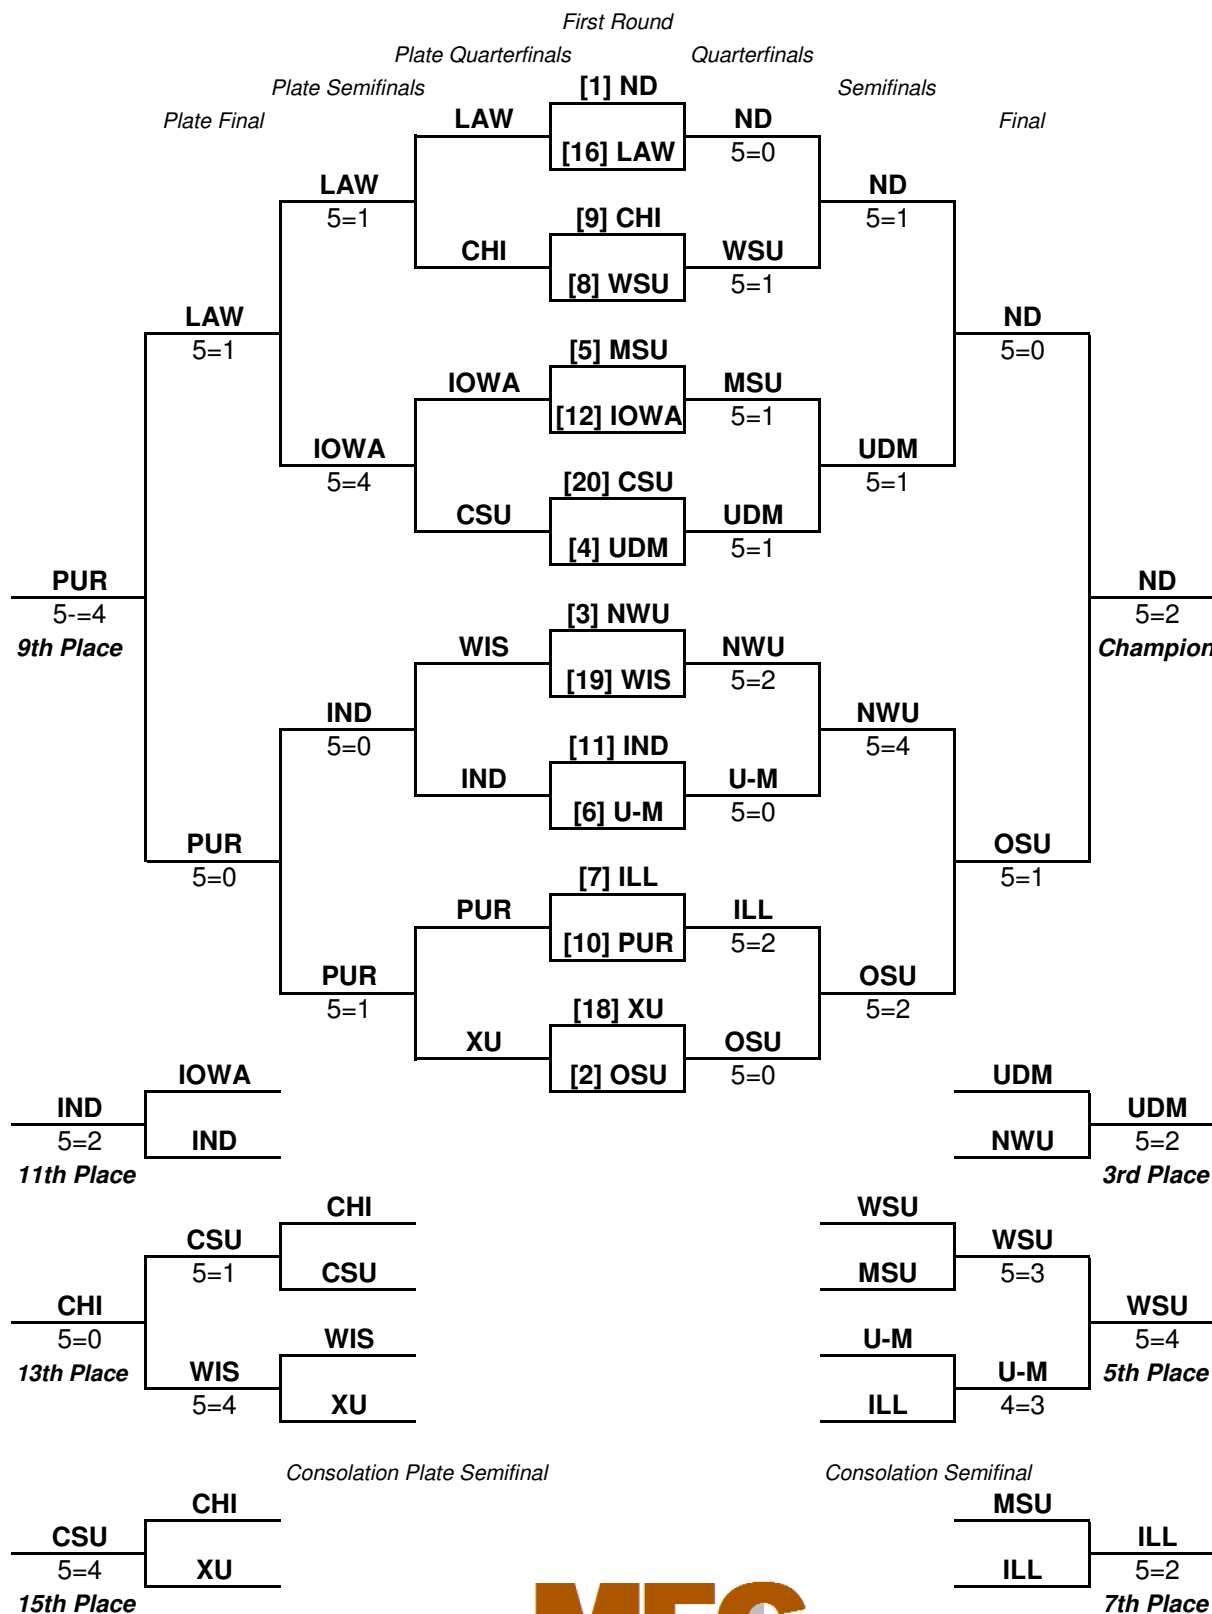 First Round
Plate Quarterfinals Quarterfinals
Plate Semifinals [1] ND Semifinals
Plate Final LAW ND Final
[16] LAW 5=0
LAW ND
5=1 [9] CHI 5=1
CHI WSU
[8] WSU 5=1
LAW ND
5=1 [5] MSU 5=0
IOWA MSU
[12] IOWA 5=1
IOWA UDM
5=4 [20] CSU 5=1
CSU UDM
[4] UDM 5=1
PUR ND
5-=4 [3] NWU 5=2
9th Place WIS NWU Champion
[19] WIS 5=2
IND NWU
5=0 [11] IND 5=4
IND U-M
[6] U-M 5=0
PUR OSU
5=0 [7] ILL 5=1
PUR ILL
[10] PUR 5=2
PUR OSU
5=1 [18] XU 5=2
XU OSU
IOWA [2] OSU 5=0 UDM
IND UDM
5=2 IND NWU 5=2
11th Place 3rd Place
CHI WSU
CSU WSU
5=1 CSU MSU 5=3
CHI WSU
5=0 WIS U-M 5=4
13th Place WIS U-M 5th Place
5=4 XU ILL 4=3
Consolation Plate Semifinal Consolation Semifinal
CHI MSU
CSU ILL
5=4 XU ILL 5=2
15th Place 7th Place
MFC